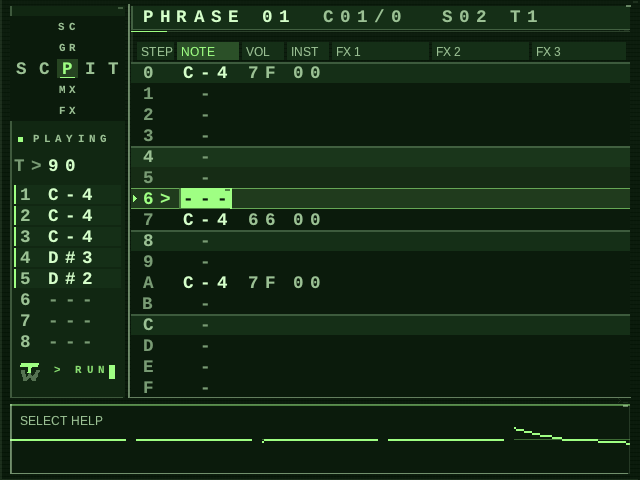 PHRASE 01 C01/0 S02 T1
SC
GR
SCPIT
MX
FX
PLAYING
T>90
1 C-4
2 C-4
3 C-4
4 D#3
5 D#2
6 ---
7 ---
8 ---
TW > RUN
STEP NOTE VOL INST FX 1 FX 2 FX 3
0 C-4 7F 00
1 -
2 -
3 -
4 -
5 -
6> ---
7 C-4 66 00
8 -
9 -
A C-4 7F 00
B -
C -
D -
E -
F -
SELECT HELP